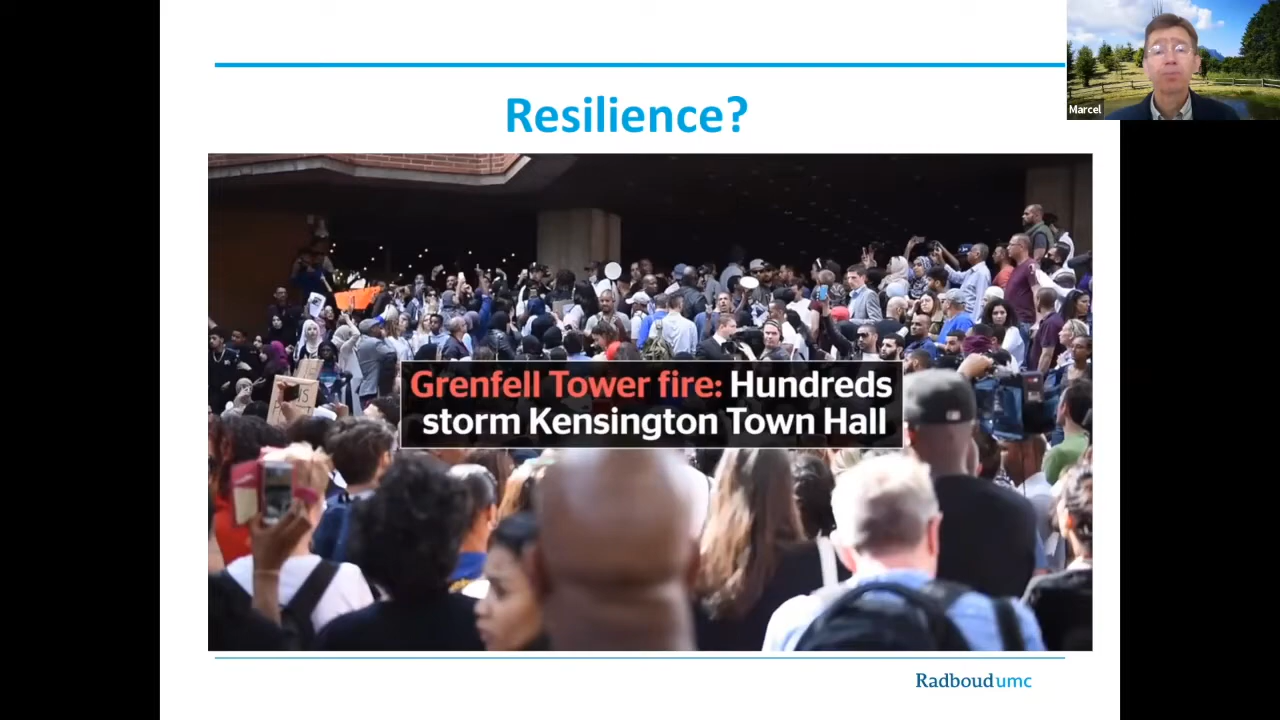 Marcel
Resilience?
Grenfell Tower fire: Hundreds
storm Kensington Town Hall
Radboudumc